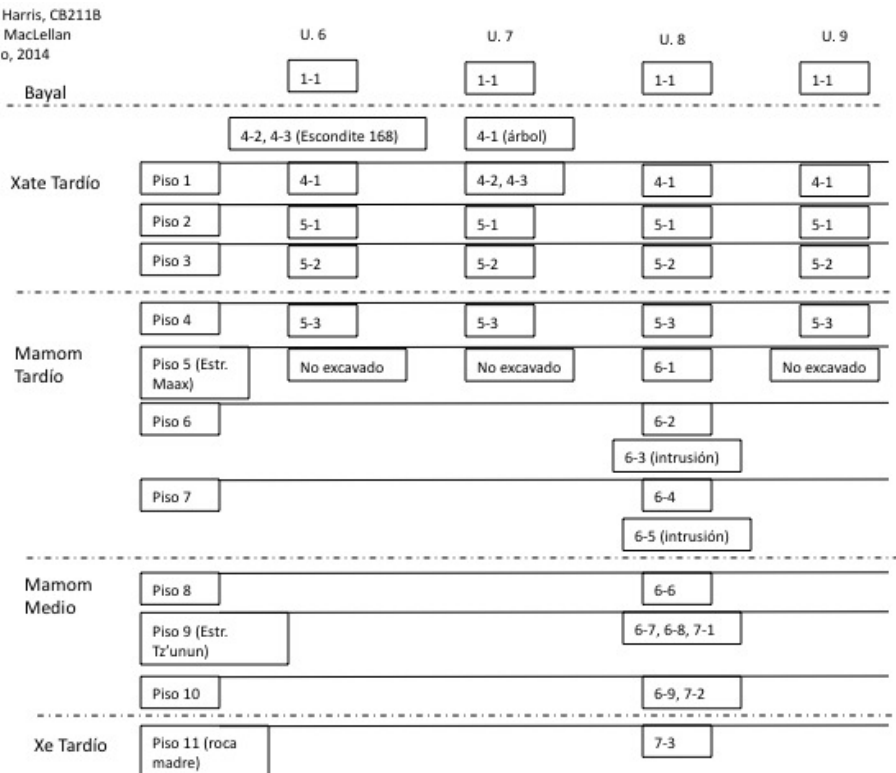 Harris, CB211B
MacLellan
o, 2014
U. 6 U. 7 U. 8 U. 9
1-1 1-1 1-1 1-1
Bayal
4-2, 4-3 (Escondite 168) 4-1 (árbol)
Xate Tardío Piso 1 4-1 4-2, 4-3 4-1 4-1
Piso 2 5-1 5-1 5-1 5-1
Piso 3 5-2 5-2 5-2 5-2
Piso 4 5-3 5-3 5-3 5-3
Mamom
Tardío
Piso 5 (Estr.
Maax)
No excavado No excavado 6-1 No excavado
Piso 6 6-2
6-3 (intrusión)
Piso 7 6-4
6-5 (intrusión)
Mamom
Medio
Piso 8 6-6
Piso 9 (Estr.
Tz'unun)
6-7, 6-8, 7-1
Piso 10 6-9, 7-2
Xe Tardío
Piso 11 (roca
madre)
7-3